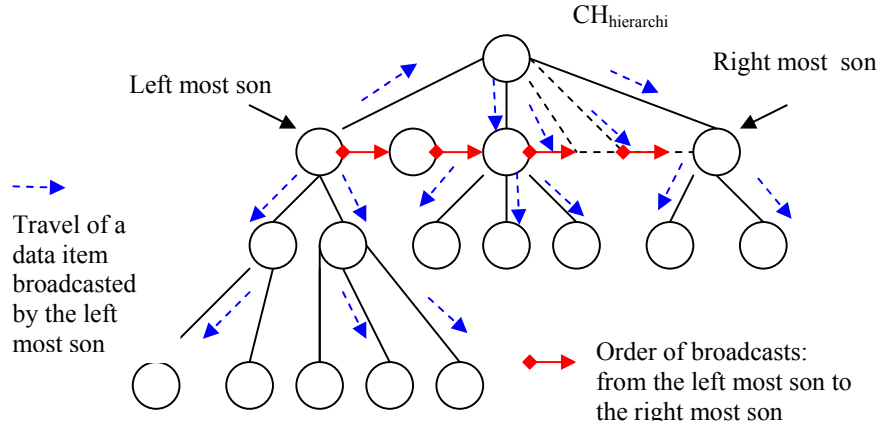 CHhierarchi
Left most son
Right most son
Travel of a
data item
broadcasted
by the left
most son
Order of broadcasts:
from the left most son to
the right most son